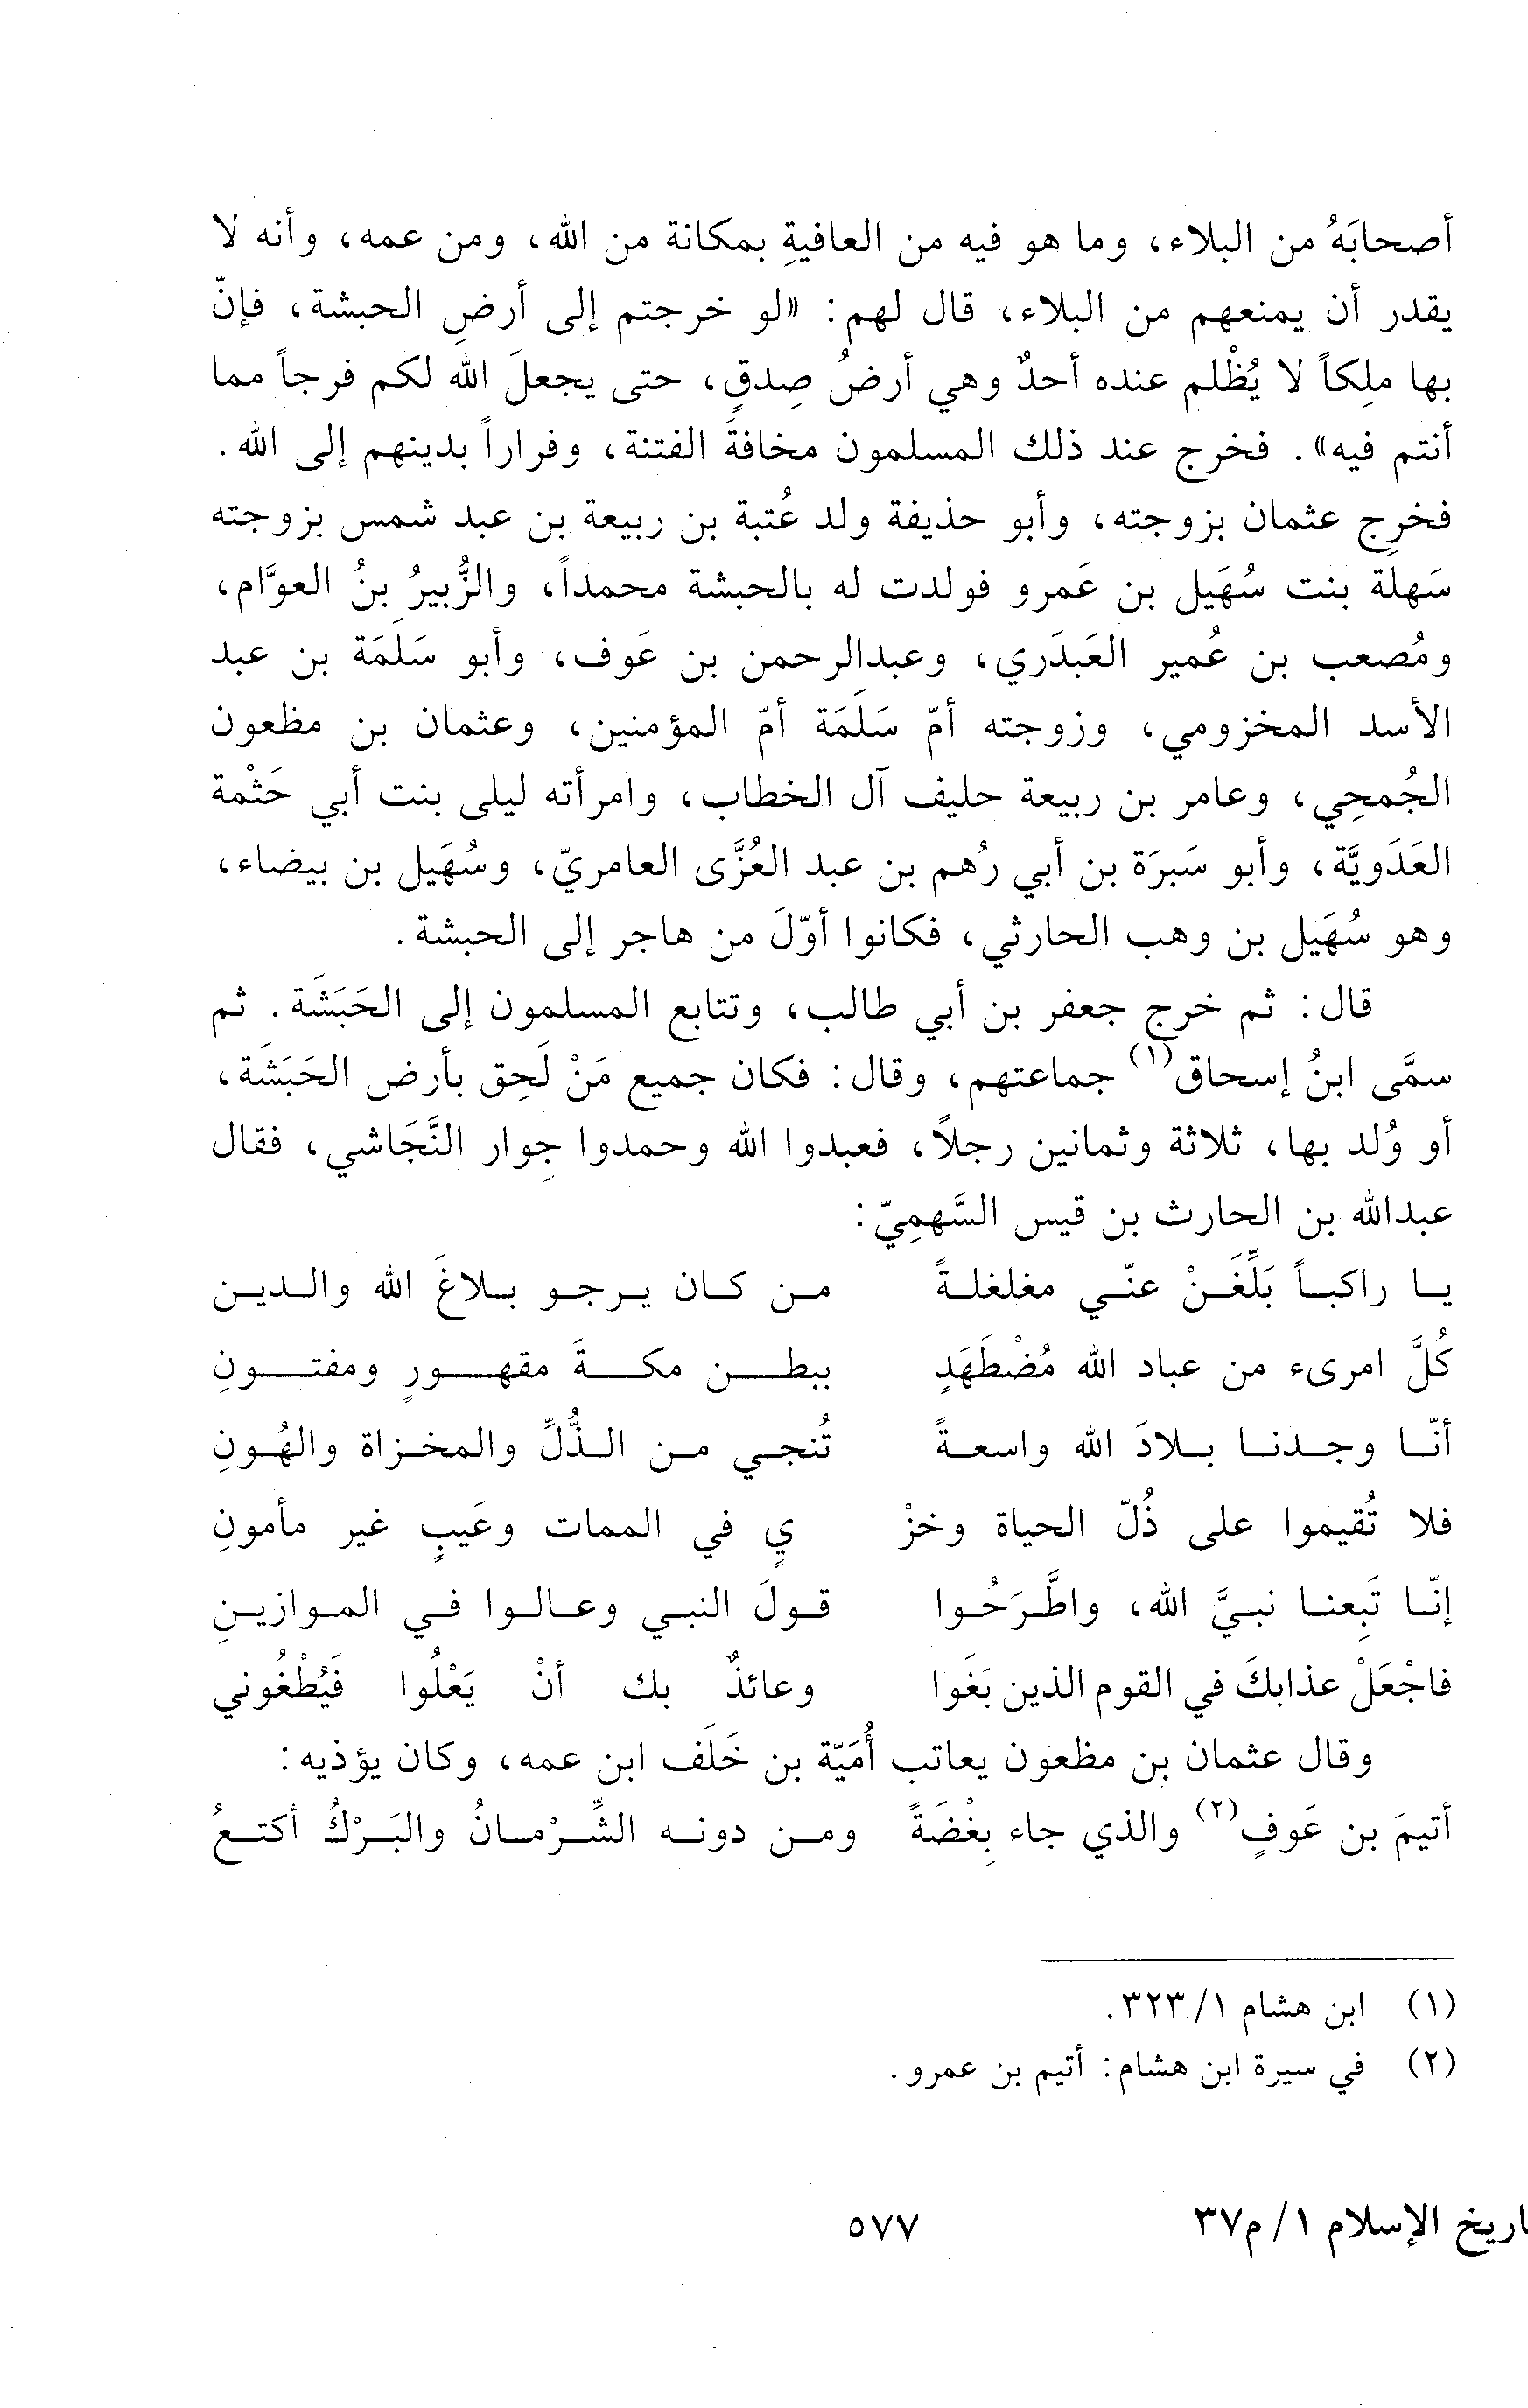 أصحابَهُ من البلاء، وما هو فيه من العافيةِ بمكانة من الله، ومن عمه، وأنه لا
يقدر أن يمنعهم من البلاء، قال لهم: «لو خرجتم إلى أرضِ الحبشة، فإنّ
بها ملِكاً لا يُظْلم عنده أحدٌ وهي أرضُ صِدقٍ، حتى يجعلَ الله لكم فرجاً مما
أنتم فيه». فخرج عند ذلك المسلمون مخافةَ الفتنة، وفراراً بدينهم إلى الله.
فخرج عثمان بزوجته، وأبو حذيفة ولد عُتبة بن ربيعة بن عبد شمس بزوجته
سَهلِة بنت سُهَيل بن عَمرو فولدت له بالحبشة محمداً، والزُّبيرُ بنُ العوَّام،
ومُصعب بن عُمير العَبدَري، وعبدالرحمن بن عَوف، وأبو سَلَمَة بن عبد
الأسد المخزومي، وزوجته أمّ سَلَمَة أمّ المؤمنين، وعثمان بن مظعون
الجُمحِي، وعامر بن ربيعة حليف آل الخطاب، وامرأته ليلى بنت أبي حَثْمة
العَدَويَّة، وأبو سَبرَة بن أبي رُهم بن عبد العُزَّى العامريّ، وسُهَيل بن بيضاء،
وهو سُهَيل بن وهب الحارثي، فكانوا أوّلَ من هاجر إلى الحبشة.
قال: ثم خرج جعفر بن أبي طالب، وتتابع المسلمون إلى الحَبَشَة. ثم
سمَّى ابنُ إسحاق(١) جماعتهم، وقال: فكان جميع مَنْ لَحِق بأرض الحَبَشَة،
أو وُلد بها، ثلاثة وثمانين رجلاً، فعبدوا الله وحمدوا جِوار النَّجَاشي، فقال
عبدالله بن الحارث بن قيس السَّهمِيّ:
يا راكباً بَلِّغَنْ عنّي مغلغلةً من كان يرجو بلاغَ الله والدين
كُلَّ امرىء من عباد الله مُضْطَهَدٍ ببطن مكةَ مقهورٍ ومفتونِ
أنّا وجدنا بلادَ الله واسعةً تُنجي من الذُّلِّ والمخزاة والهُونِ
فلا تُقيموا على ذُلّ الحياة وخزْ يٍ في الممات وعَيبٍ غير مأمونِ
إنّا تَبِعنا نبيَّ الله، واطَّرَحُوا قولَ النبي وعالوا في الموازينِ
فاجْعَلْ عذابكَ في القوم الذين بَغَوا وعائذٌ بك أنْ يَعْلُوا فَيُطْغُوني
وقال عثمان بن مظعون يعاتب أُمَيّة بن خَلَف ابن عمه، وكان يؤذيه:
أتيمَ بن عَوفٍ(٢) والذي جاء بِغْضَةً ومن دونه الشِّرْمانُ والبَرْكُ أكتعُ
(١) ابن هشام ١/ ٣٢٣.
(٢) في سيرة ابن هشام: أتيم بن عمرو.
اريخ الإسلام ١/ م٣٧
٥٧٧